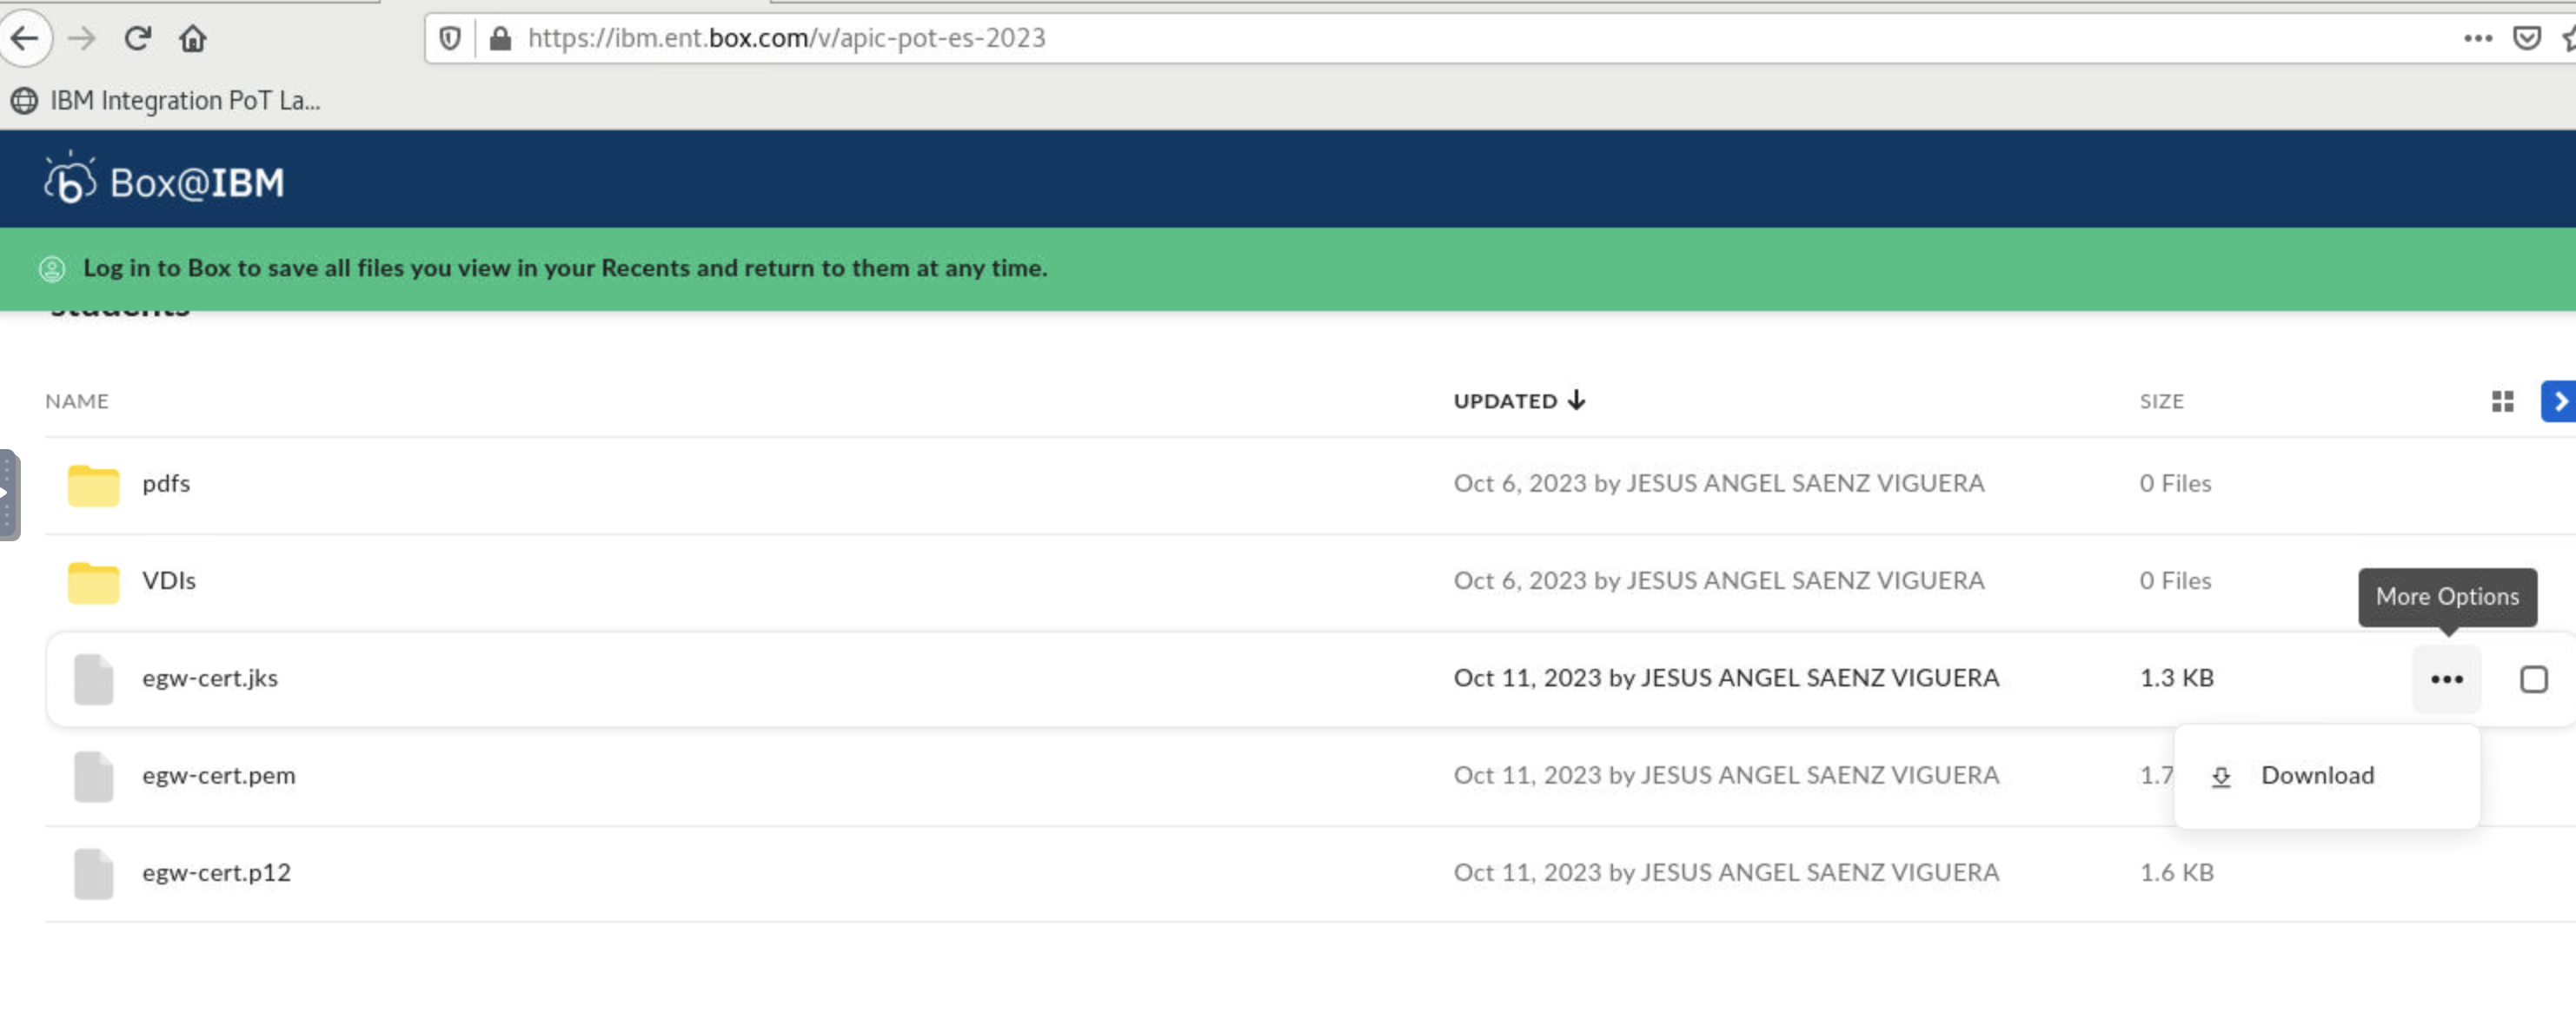 https://ibm.ent.box.com/v/apic-pot-es-2023
IBM Integration PoT La...
Box@IBM
Log in to Box to save all files you view in your Recents and return to them at any time.
students
NAME UPDATED SIZE
pdfs Oct 6, 2023 by JESUS ANGEL SAENZ VIGUERA 0 Files
VDIs Oct 6, 2023 by JESUS ANGEL SAENZ VIGUERA 0 Files
More Options
egw-cert.jks Oct 11, 2023 by JESUS ANGEL SAENZ VIGUERA 1.3 KB
egw-cert.pem Oct 11, 2023 by JESUS ANGEL SAENZ VIGUERA 1.7 Download
egw-cert.p12 Oct 11, 2023 by JESUS ANGEL SAENZ VIGUERA 1.6 KB